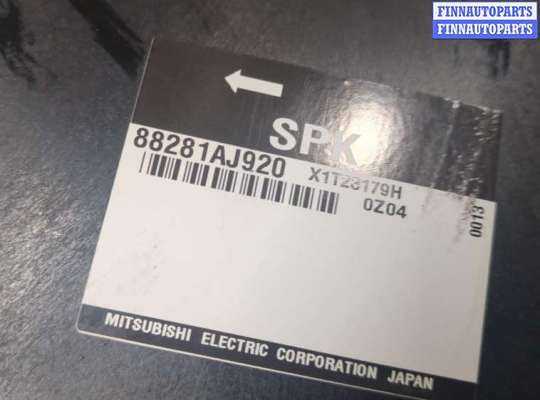 FINNAUTOPARTS
FINNAUTOPARTS
SPK
88281AJ920
X1T23179H
0Z04
0013
MITSUBISHI ELECTRIC CORPORATION JAPAN